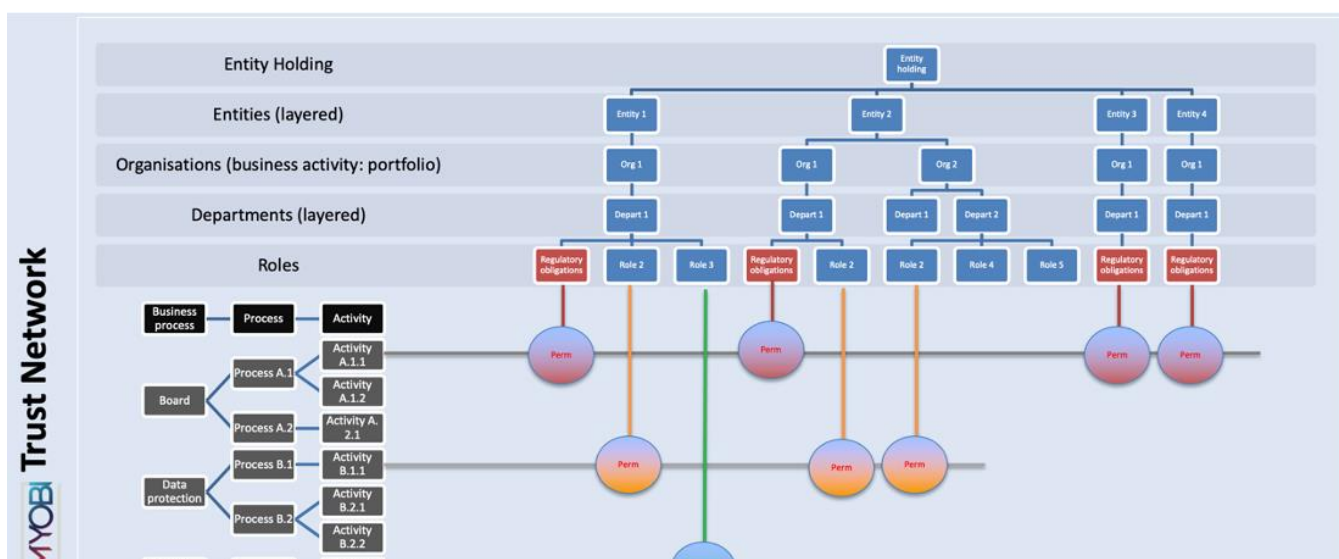 Entity Holding
Entity
holding
Entities (layered)
Entity 1
Entity 2
Entity 3
Entity 4
Organisations (business activity: portfolio)
Org 1
Org 1
Org 2
Org 1
Org 1
Departments (layered)
Depart 1
Depart 1
Depart 1
Depart 2
Depart 1
Depart 1
Roles
Regulatory
obligations
Role 2
Role 3
Regulatory
obligations
Role 2
Role 2
Role 4
Role 5
Regulatory
obligations
Regulatory
obligations
Business
process
Process
Activity
Board
Process A.1
Activity
A.1.1
Activity
A.1.2
Process A.2
Activity A.
2.1
Data
protection
Process B.1
Activity
B.1.1
Process B.2
Activity
B.2.1
Activity
B.2.2
Perm
Perm
Perm
Perm
Perm
Perm
Perm
MYOBI Trust Network